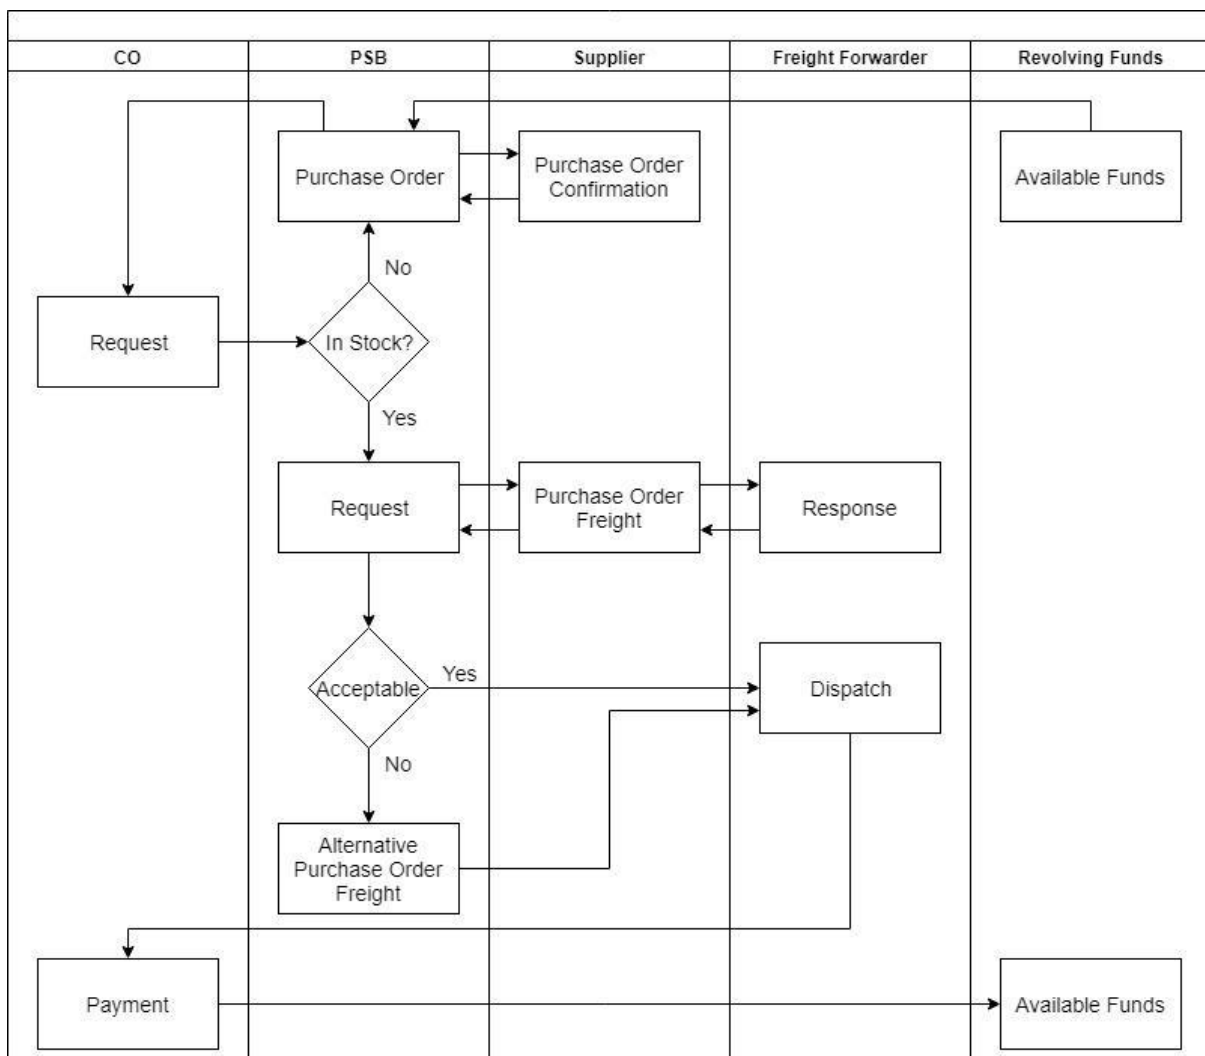 CO
PSB
Supplier
Freight Forwarder
Revolving Funds
Purchase Order
Purchase Order
Confirmation
Available Funds
No
Request
In Stock?
Yes
Request
Purchase Order
Freight
Response
Acceptable
Yes
Dispatch
No
Alternative
Purchase Order
Freight
Payment
Available Funds